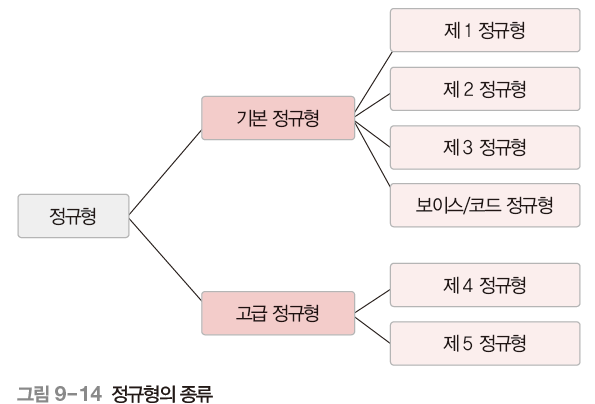 정규형
기본 정규형
제 1 정규형
제 2 정규형
제 3 정규형
보이스/코드 정규형
고급 정규형
제 4 정규형
제 5 정규형
그림 9-14 정규형의 종류